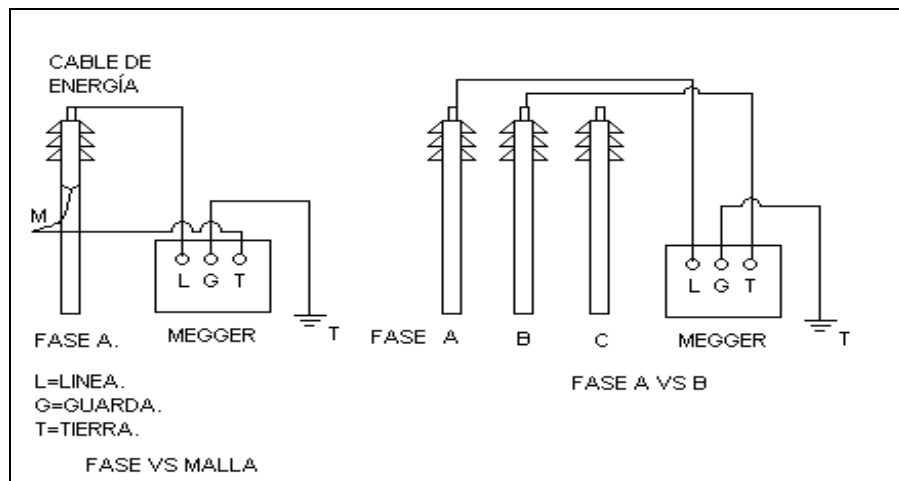 CABLE DE
ENERGÍA
M
L G T
T
FASE A.
MEGGER
L=LINEA.
G=GUARDA.
T=TIERRA.
FASE VS MALLA
L G T
T
FASE A B C
MEGGER
FASE A VS B